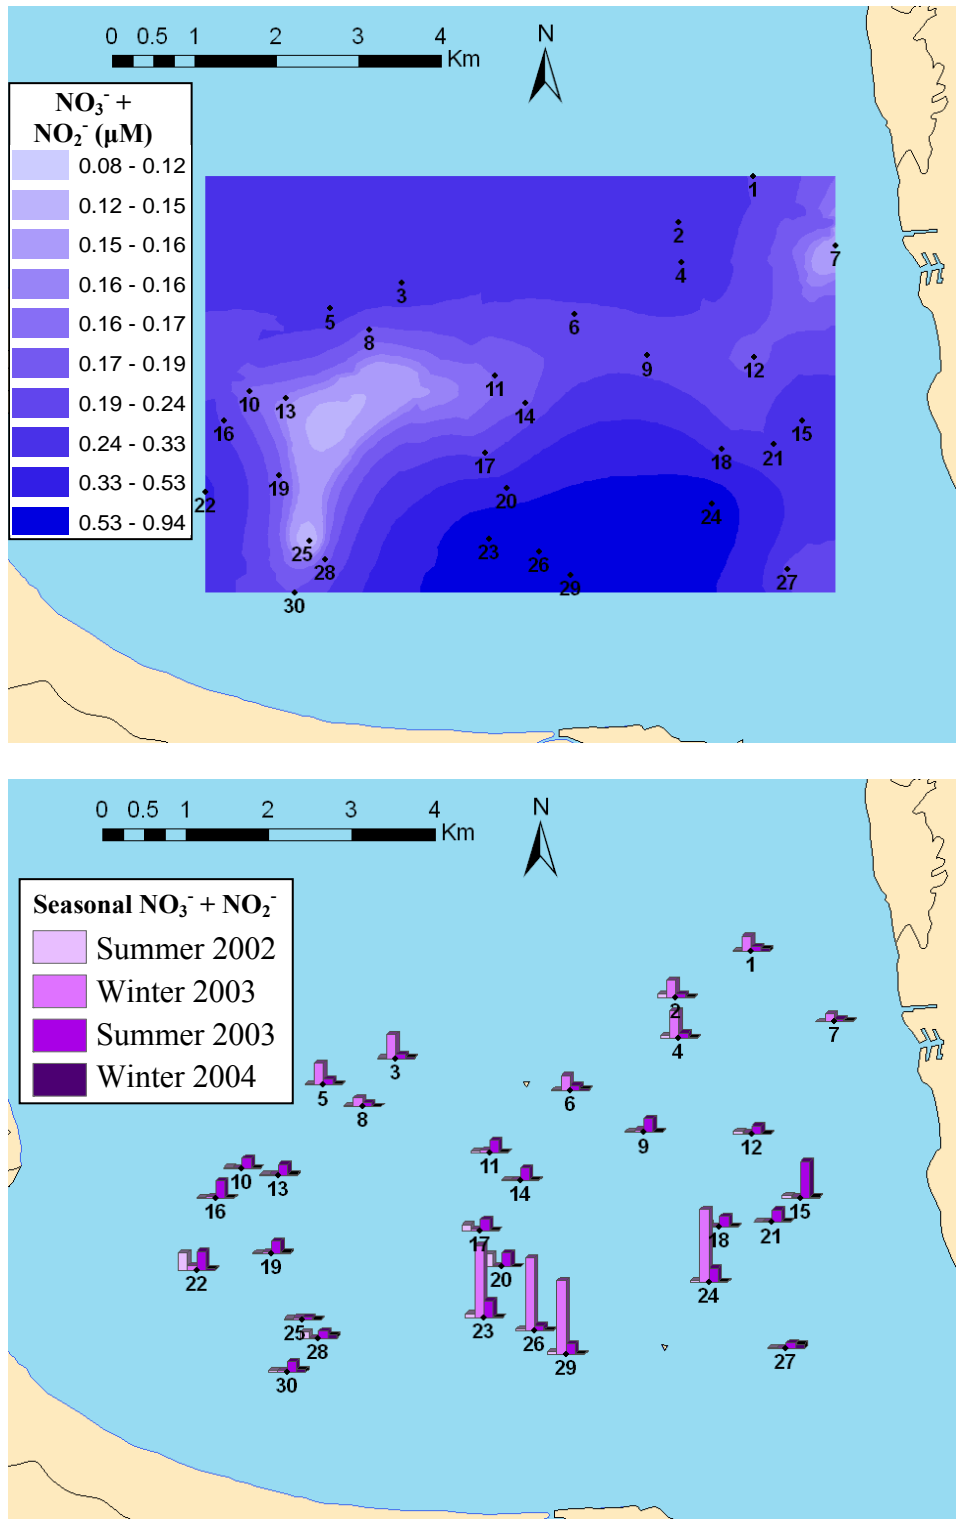 0 0.5 1 2 3 4
Km
N
NO₃⁻ +
NO₂⁻ (µM)
0.08 - 0.12
0.12 - 0.15
0.15 - 0.16
0.16 - 0.16
0.16 - 0.17
0.17 - 0.19
0.19 - 0.24
0.24 - 0.33
0.33 - 0.53
0.53 - 0.94
1
2
7
4
3
6
5
8
9
12
11
10
13
14
16
15
18
21
17
19
20
22
24
23
25
26
28
27
29
30
0 0.5 1 2 3 4
Km
N
Seasonal NO₃⁻ + NO₂⁻
Summer 2002
Winter 2003
Summer 2003
Winter 2004
1
2
7
4
3
5
6
8
9
12
11
10
13
14
16
15
21
18
17
19
20
22
24
23
25
26
28
27
29
30